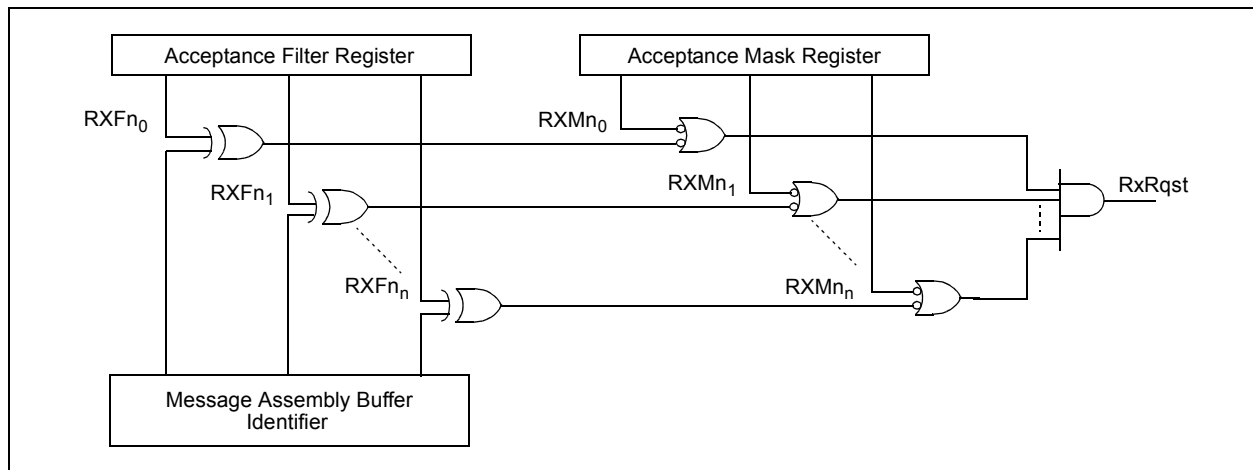 Acceptance Filter Register
Acceptance Mask Register
RXFn0
RXMn0
RXFn1
RXMn1
RxRqst
RXFnn
RXMnn
Message Assembly Buffer
Identifier